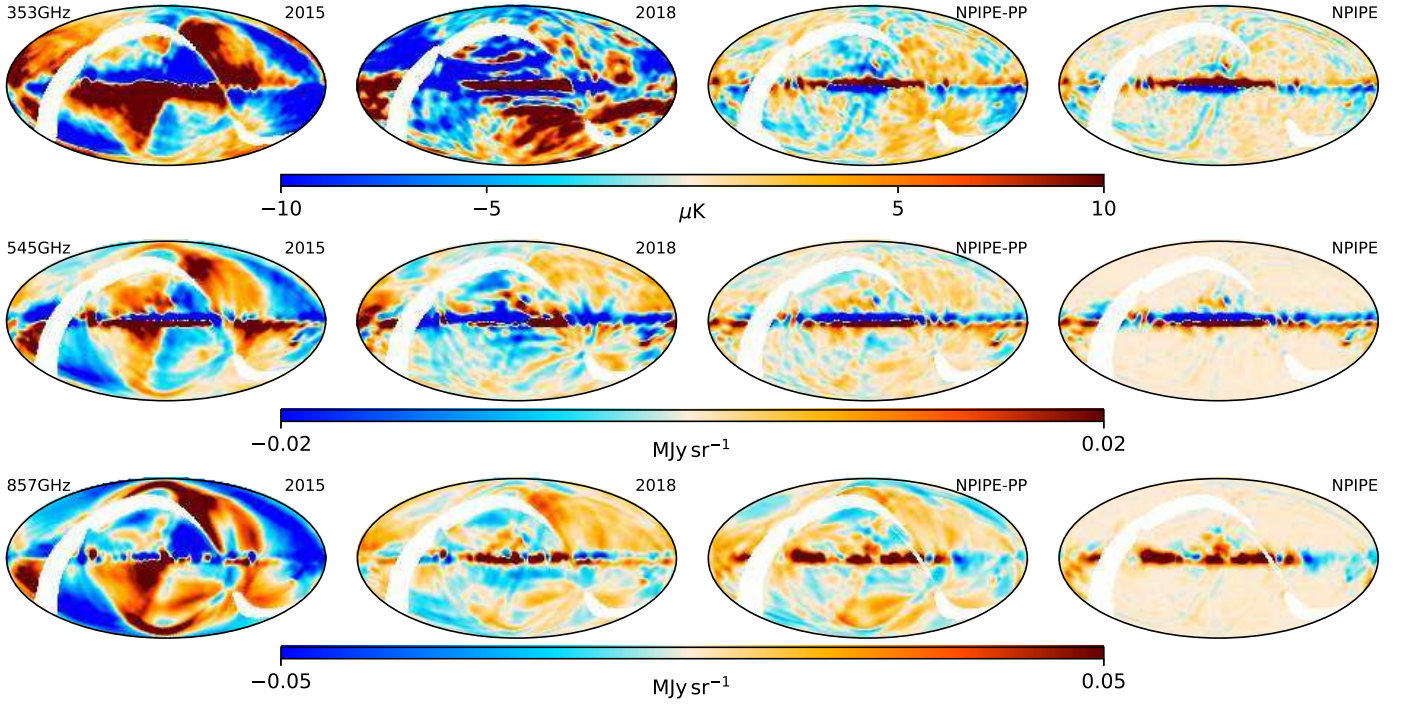 353GHz 2015 2018 NPIPE-PP NPIPE
−10 −5 μK 5 10
545GHz 2015 2018 NPIPE-PP NPIPE
−0.02 MJy sr⁻¹ 0.02
857GHz 2015 2018 NPIPE-PP NPIPE
−0.05 MJy sr⁻¹ 0.05